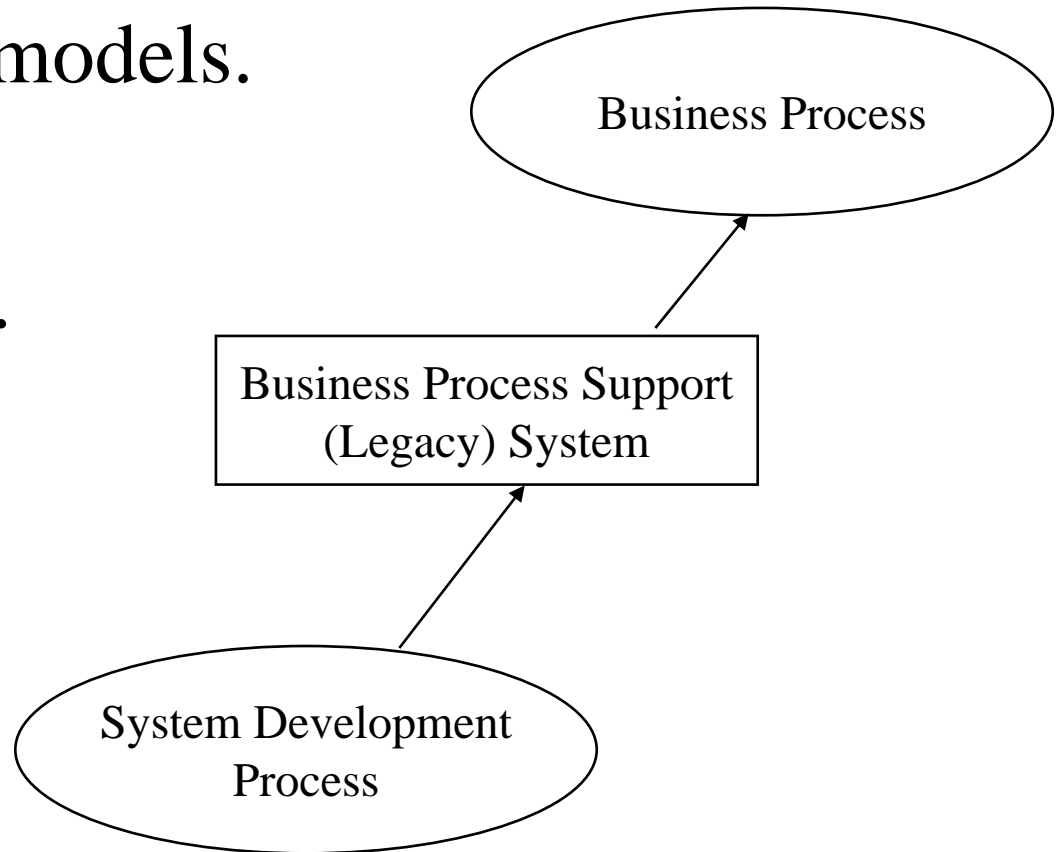 models.
Business Process
.
Business Process Support
(Legacy) System
System Development
Process